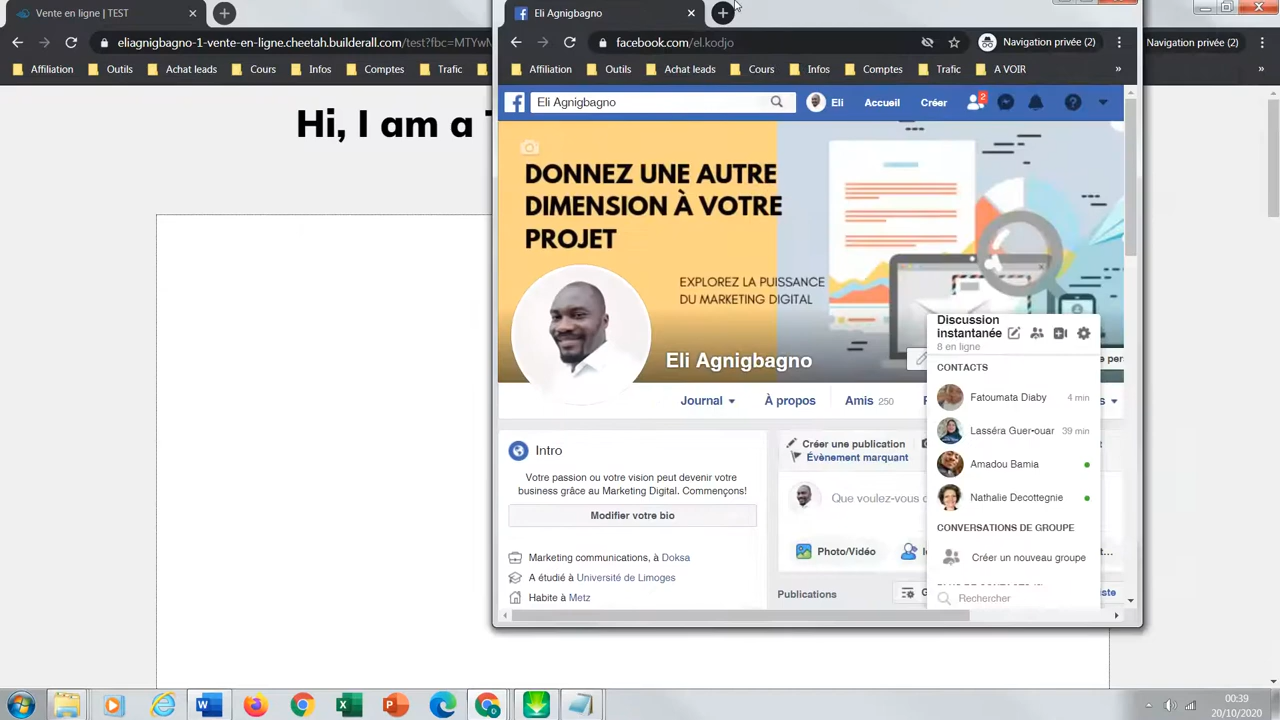 Vente en ligne | TEST
eliagnigbagno-1-vente-en-ligne.cheetah.builderall.com/test?fh=MTYwM
Affiliation Outils Achat leads Cours Infos Comptes Trafic
Hi, I am a
Eli Agnigbagno
facebook.com/el.kodjo
Navigation privée (2)
Navigation privée (2)
Affiliation Outils Achat leads Cours Infos Comptes Trafic A VOIR »
»
Eli Agnigbagno
Eli Accueil Créer 2
DONNEZ UNE AUTRE
DIMENSION À VOTRE
PROJET
EXPLOREZ LA PUISSANCE
DU MARKETING DIGITAL
Eli Agnigbagno
Journal À propos Amis 250
Intro
Votre passion ou votre vision peut devenir votre
business grâce au Marketing Digital. Commençons!
Modifier votre bio
Marketing communications, à Doksa
A étudié à Université de Limoges
Habite à Metz
Créer une publication
Évènement marquant
Que voulez-vous
Photo/Vidéo
Publications
Discussion
instantanée
8 en ligne
CONTACTS
Fatoumata Diaby 4 min
Lasséra Guer-ouar 39 min
Amadou Bamia
Nathalie Decottegnie
CONVERSATIONS DE GROUPE
Créer un nouveau groupe
Rechercher
00:39
20/10/2020